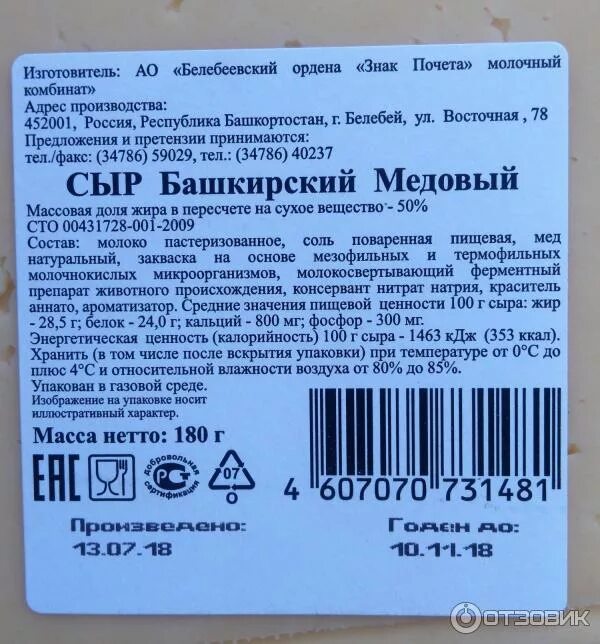 Изготовитель: АО «Белебеевский ордена «Знак Почета» молочный
комбинат»
Адрес производства:
452001, Россия, Республика Башкортостан, г. Белебей, ул. Восточная , 78
Предложения и претензии принимаются:
тел./факс: (34786) 59029, тел.: (34786) 40237
СЫР Башкирский Медовый
Массовая доля жира в пересчете на сухое вещество - 50%
СТО 00431728-001-2009
Состав: молоко пастеризованное, соль поваренная пищевая, мед
натуральный, закваска на основе мезофильных и термофильных
молочнокислых микроорганизмов, молокосвертывающий ферментный
препарат животного происхождения, консервант нитрат натрия, краситель
аннато, ароматизатор. Средние значения пищевой ценности 100 г сыра: жир
- 28,5 г; белок - 24,0 г; кальций - 800 мг; фосфор - 300 мг.
Энергетическая ценность (калорийность) 100 г сыра - 1463 кДж (353 ккал).
Хранить (в том числе после вскрытия упаковки) при температуре от 0°С до
плюс 4°С и относительной влажности воздуха от 80% до 85%.
Упакован в газовой среде.
Изображение на упаковке носит
иллюстративный характер.
Масса нетто: 180 г
ЕАС
добровольная
РСТ
сертификация
07
О
4 607070 731481
Произведено:
13.07.18
Годен до:
10.11.18
ОТЗОВИК